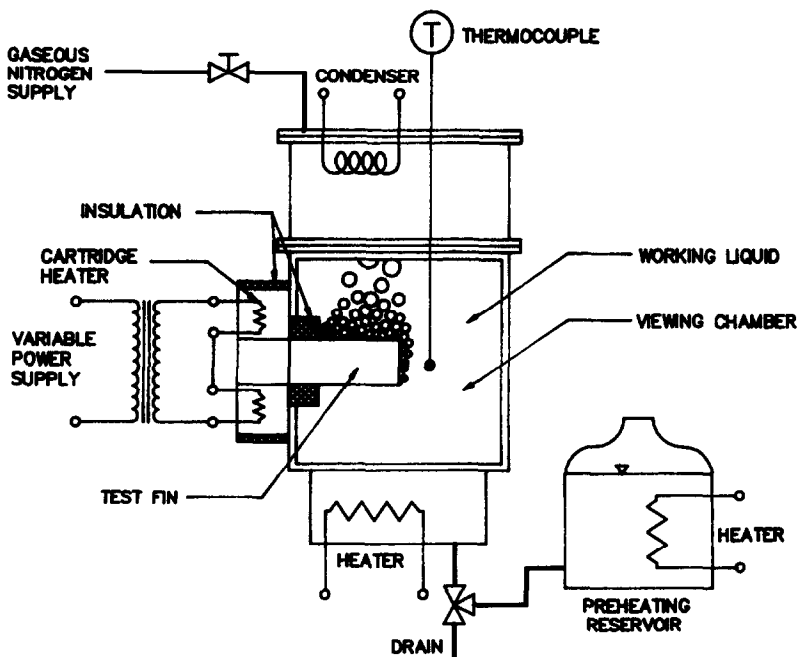 T
THERMOCOUPLE
GASEOUS
NITROGEN
SUPPLY
CONDENSER
INSULATION
CARTRIDGE
HEATER
WORKING LIQUID
VIEWING CHAMBER
VARIABLE
POWER
SUPPLY
TEST FIN
HEATER
HEATER
PREHEATING
RESERVOIR
DRAIN